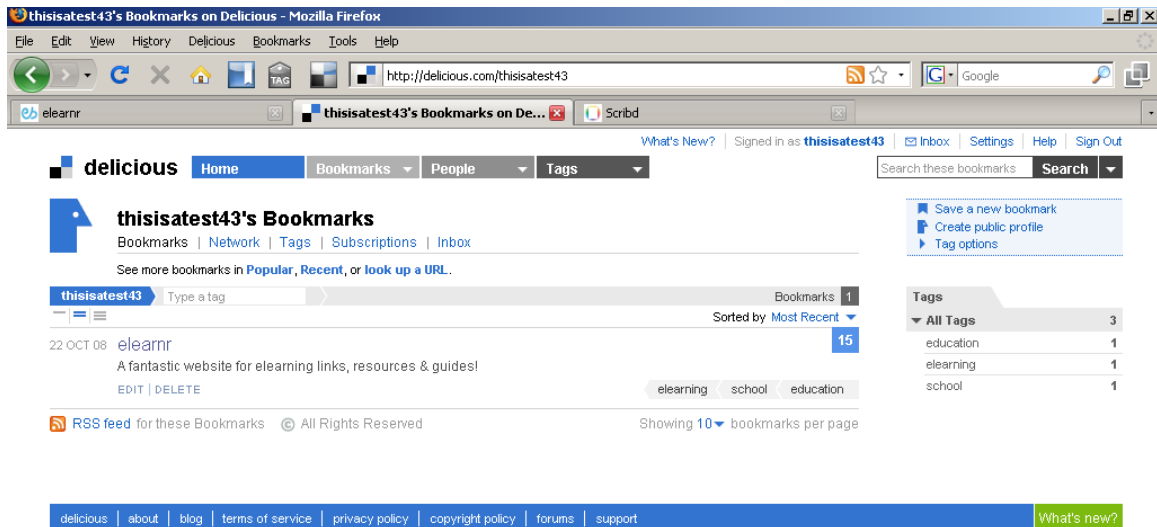 thisisatest43's Bookmarks on Delicious - Mozilla Firefox
File Edit View History Delicious Bookmarks Tools Help
TAG http://delicious.com/thisisatest43 G Google
eb elearnr thisisatest43's Bookmarks on De... Scribd
What's New? Signed in as thisisatest43 Inbox Settings Help Sign Out
delicious Home Bookmarks People Tags Search these bookmarks Search
thisisatest43's Bookmarks
Bookmarks | Network | Tags | Subscriptions | Inbox
See more bookmarks in Popular, Recent, or look up a URL.
Save a new bookmark
Create public profile
Tag options
thisisatest43 Type a tag Bookmarks 1
Sorted by Most Recent
22 OCT 08 elearnr 15
A fantastic website for elearning links, resources & guides!
EDIT | DELETE elearning school education
RSS feed for these Bookmarks © All Rights Reserved Showing 10 bookmarks per page
Tags
All Tags 3
education 1
elearning 1
school 1
delicious | about | blog | terms of service | privacy policy | copyright policy | forums | support What's new?